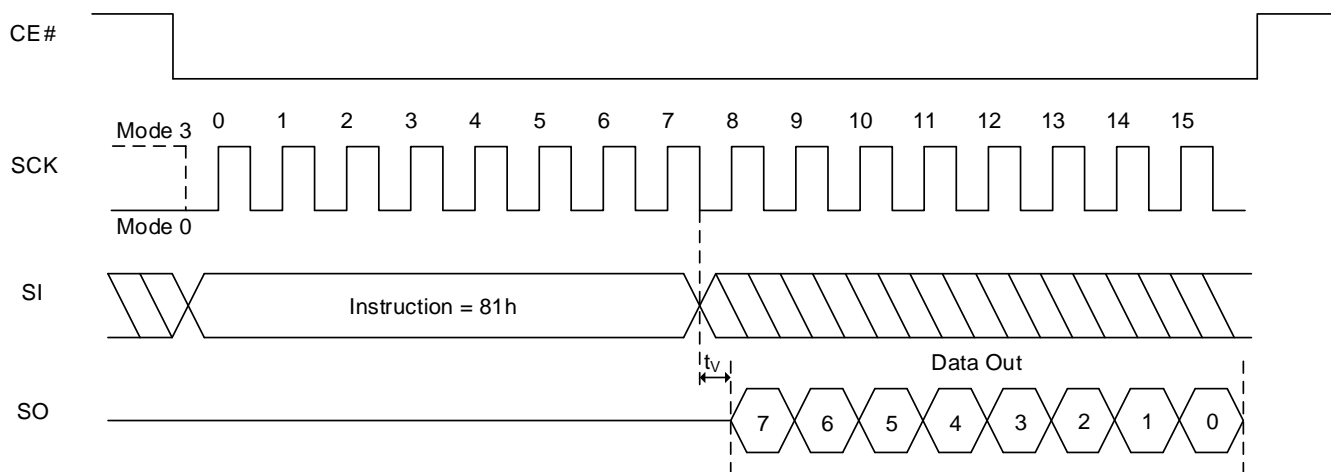 CE#
0 1 2 3 4 5 6 7 8 9 10 11 12 13 14 15
Mode 3
SCK
Mode 0
SI
Instruction = 81h
tV
Data Out
SO
7 6 5 4 3 2 1 0